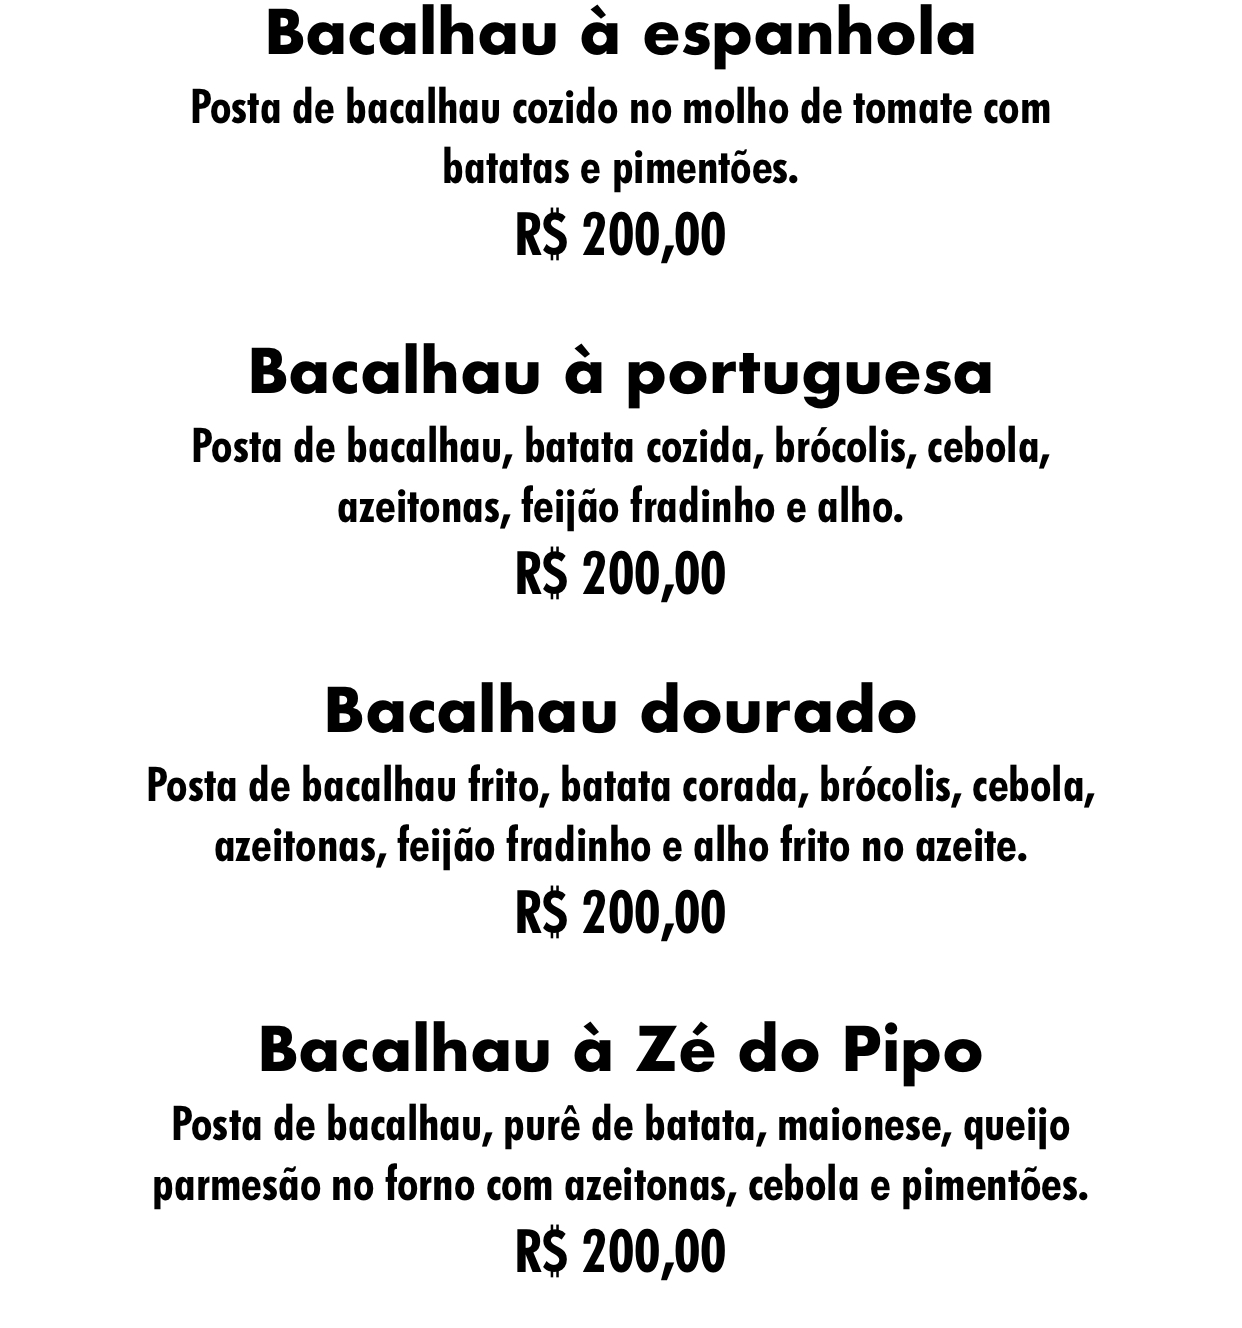 Bacalhau à espanhola
Posta de bacalhau cozido no molho de tomate com
batatas e pimentões.
R$ 200,00
Bacalhau à portuguesa
Posta de bacalhau, batata cozida, brócolis, cebola,
azeitonas, feijão fradinho e alho.
R$ 200,00
Bacalhau dourado
Posta de bacalhau frito, batata corada, brócolis, cebola,
azeitonas, feijão fradinho e alho frito no azeite.
R$ 200,00
Bacalhau à Zé do Pipo
Posta de bacalhau, purê de batata, maionese, queijo
parmesão no forno com azeitonas, cebola e pimentões.
R$ 200,00